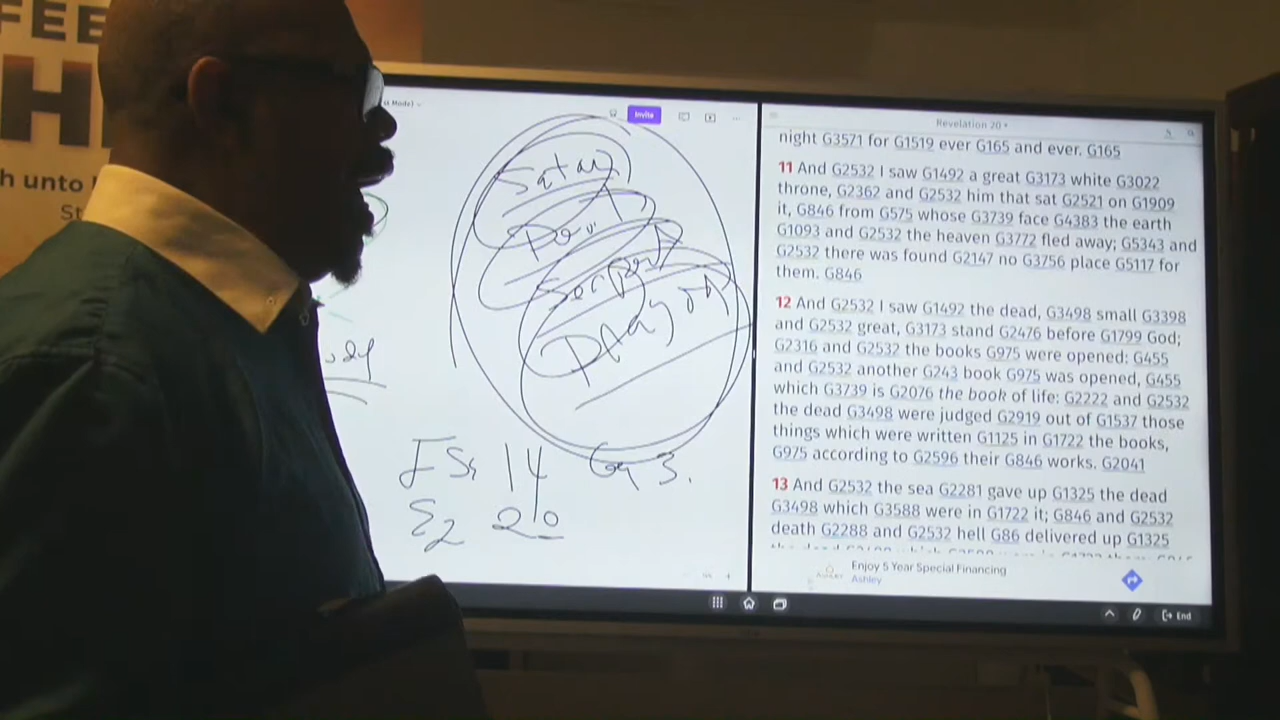 FEE
H
h unto
St
sk Mode)
Invite
Satan
Serpent
Dragon
Isa 14 Gn 3.
Ez 20
Revelation 20
night G3571 for G1519 ever G165 and ever. G165
11 And G2532 I saw G1492 a great G3173 white G3022
throne, G2362 and G2532 him that sat G2521 on G1909
it, G846 from G575 whose G3739 face G4383 the earth
G1093 and G2532 the heaven G3772 fled away; G5343 and
G2532 there was found G2147 no G3756 place G5117 for
them. G846
12 And G2532 I saw G1492 the dead, G3498 small G3398
and G2532 great, G3173 stand G2476 before G1799 God;
G2316 and G2532 the books G975 were opened: G455
and G2532 another G243 book G975 was opened, G455
which G3739 is G2076 the book of life: G2222 and G2532
the dead G3498 were judged G2919 out of G1537 those
things which were written G1125 in G1722 the books,
G975 according to G2596 their G846 works. G2041
13 And G2532 the sea G2281 gave up G1325 the dead
G3498 which G3588 were in G1722 it; G846 and G2532
death G2288 and G2532 hell G86 delivered up G1325
Enjoy 5 Year Special Financing
Ashley
End